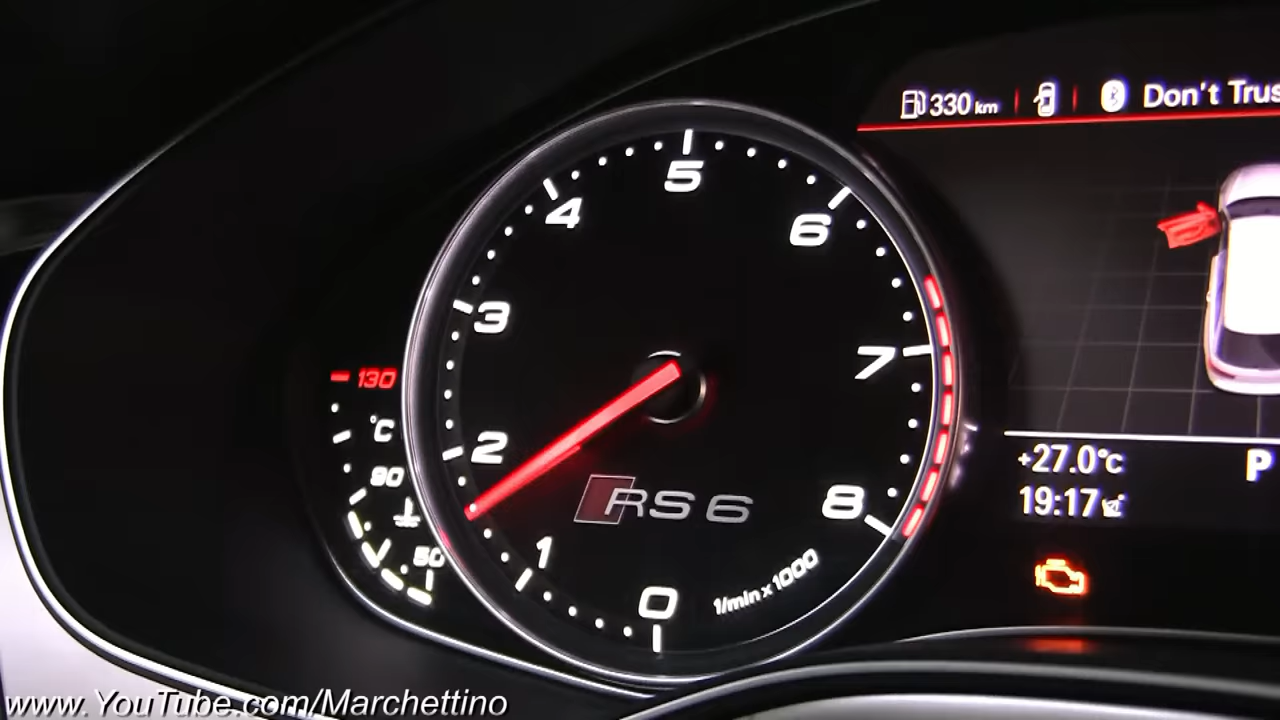 330 km
Don't Trus
5
4
6
3
7
130
°C
2
90
8
RS 6
50
1
0
1/min x 1000
+27.0°C
P
19:17
www.YouTube.com/Marchettino